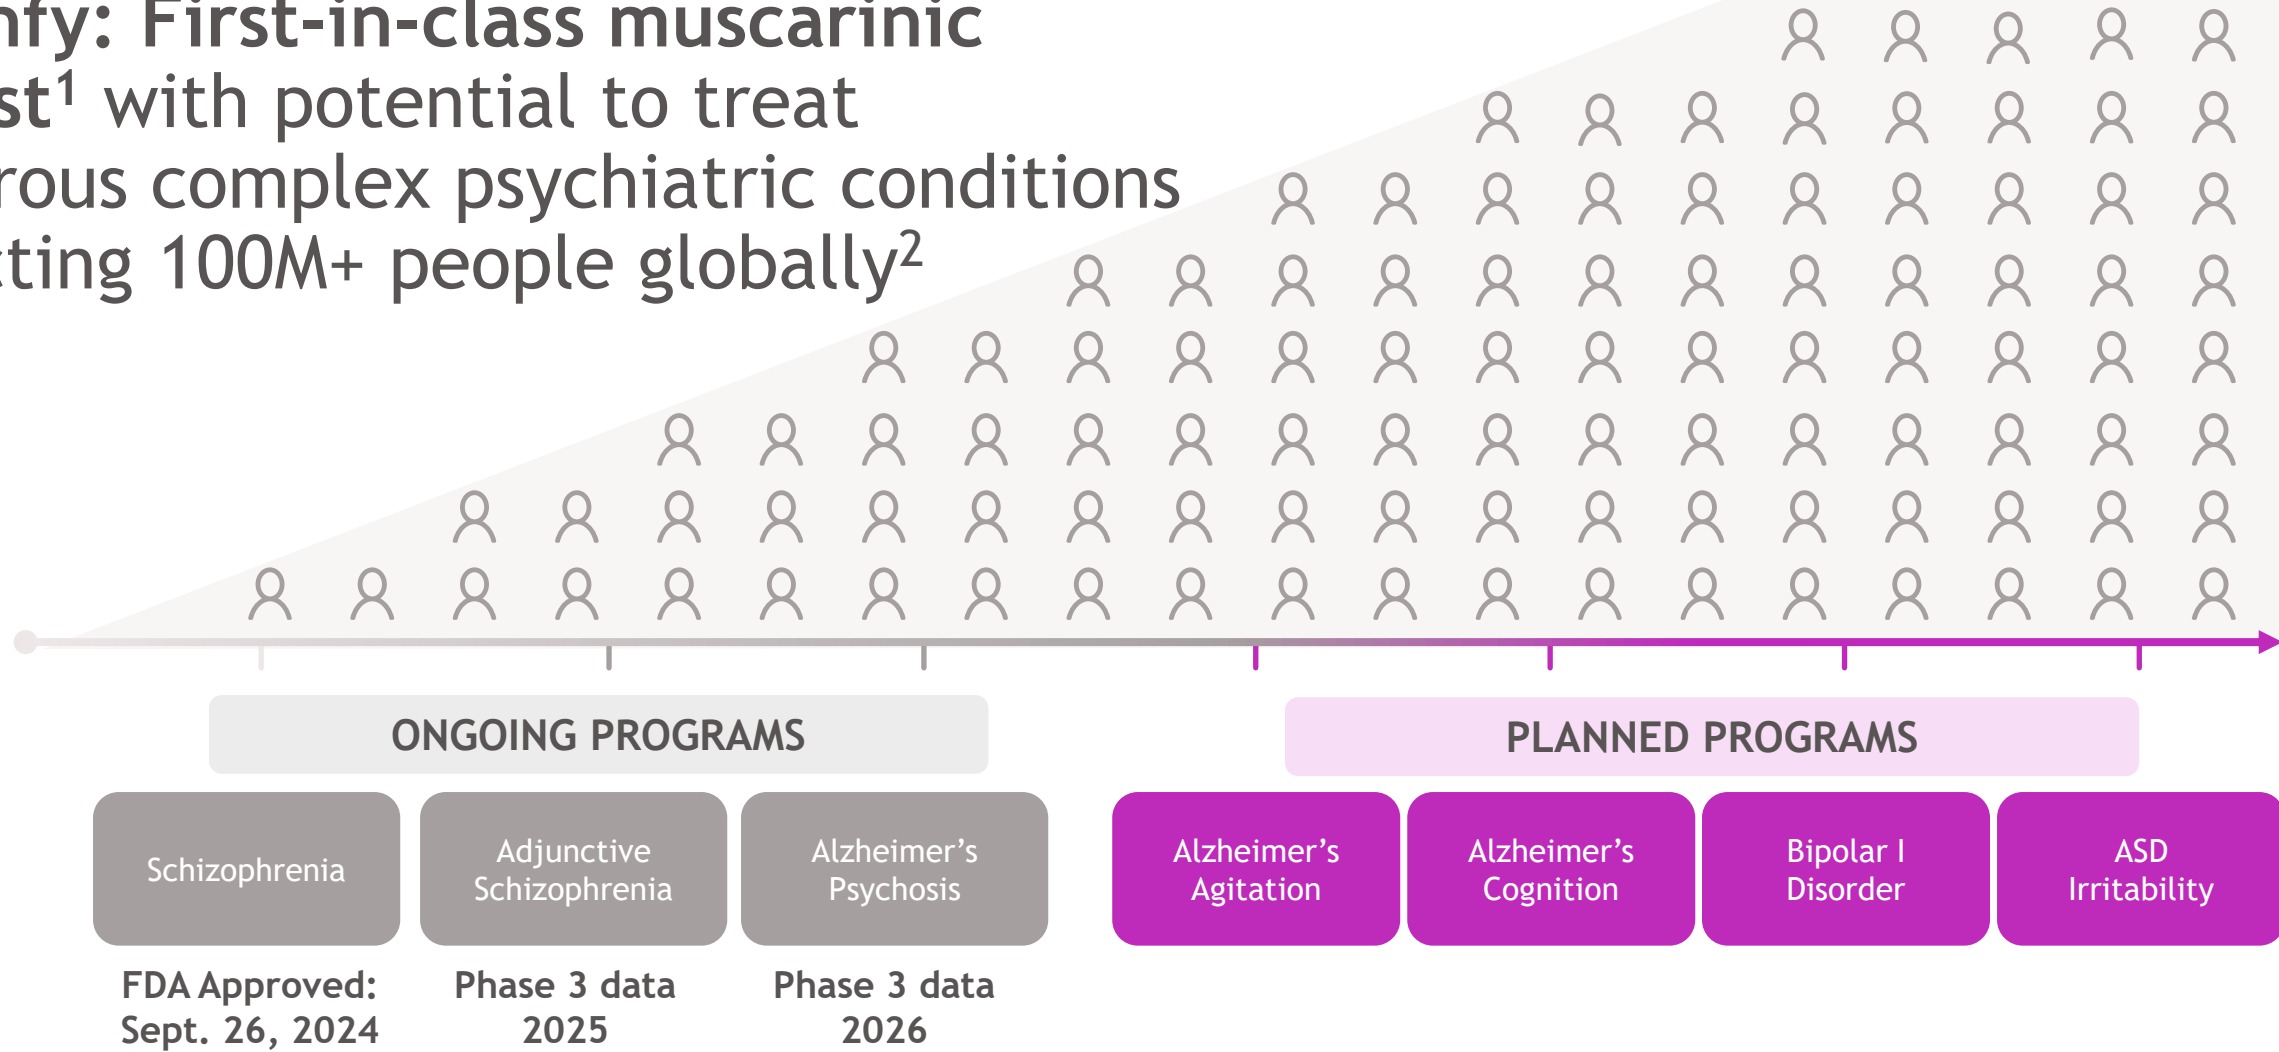 nfy: First-in-class muscarinic
st¹ with potential to treat
rous complex psychiatric conditions
cting 100M+ people globally²
ONGOING PROGRAMS
PLANNED PROGRAMS
Schizophrenia
Adjunctive
Schizophrenia
Alzheimer’s
Psychosis
Alzheimer’s
Agitation
Alzheimer’s
Cognition
Bipolar I
Disorder
ASD
Irritability
FDA Approved:
Sept. 26, 2024
Phase 3 data
2025
Phase 3 data
2026